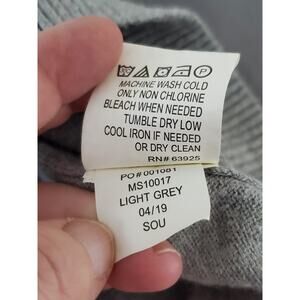 MACHINE WASH COLD
ONLY NON CHLORINE
BLEACH WHEN NEEDED
TUMBLE DRY LOW
COOL IRON IF NEEDED
OR DRY CLEAN
RN# 63925
PO#001081
MS10017
LIGHT GREY
04/19
SOU